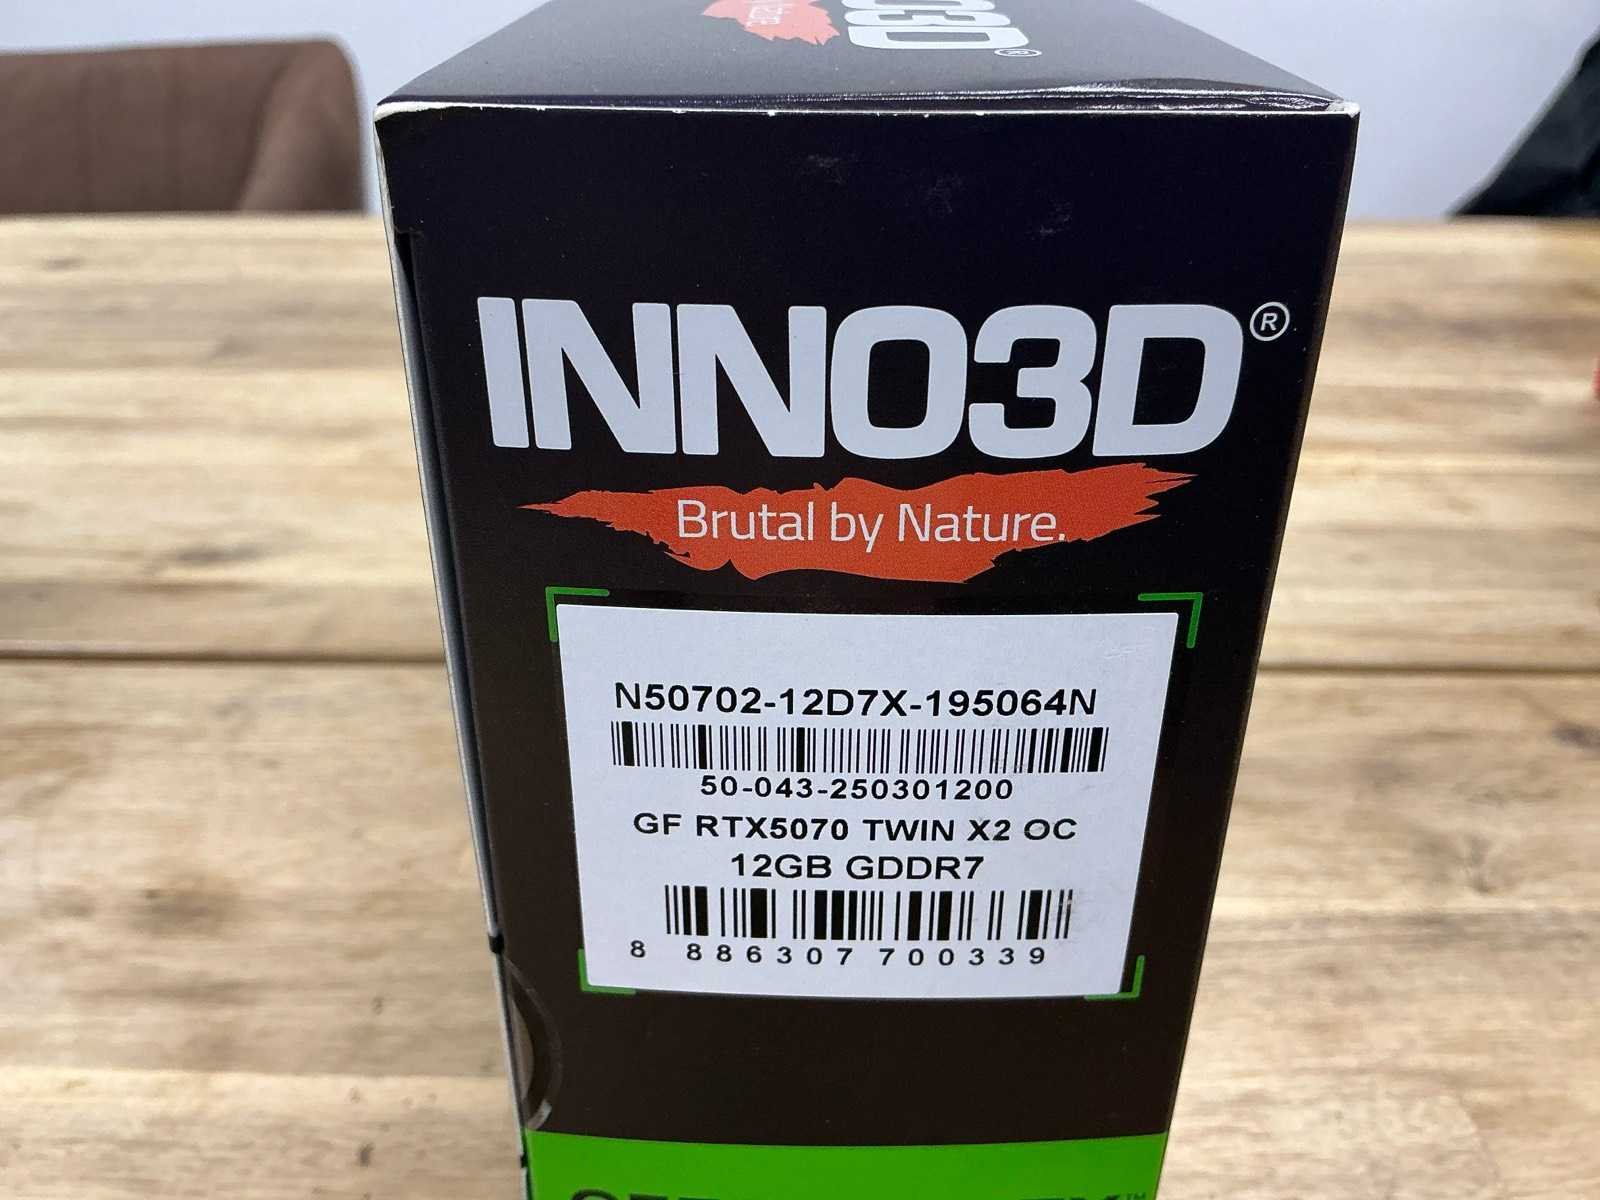 INNO3D®
Brutal by Nature.
N50702-12D7X-195064N
50-043-250301200
GF RTX5070 TWIN X2 OC
12GB GDDR7
8 886307 700339